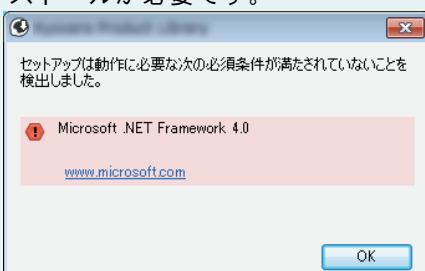 ストールが必要です。
セットアップは動作に必要な次の必須条件が満たされていないことを
検出しました。
Microsoft .NET Framework 4.0
www.microsoft.com
OK